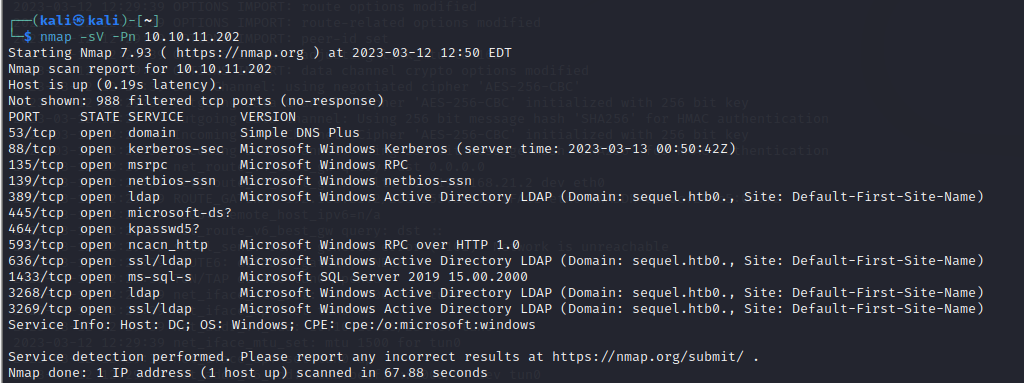 ┌──(kali㉿kali)-[~]
└─$ nmap -sV -Pn 10.10.11.202
Starting Nmap 7.93 ( https://nmap.org ) at 2023-03-12 12:50 EDT
Nmap scan report for 10.10.11.202
Host is up (0.19s latency).
Not shown: 988 filtered tcp ports (no-response)
PORT     STATE SERVICE       VERSION
53/tcp   open  domain        Simple DNS Plus
88/tcp   open  kerberos-sec  Microsoft Windows Kerberos (server time: 2023-03-13 00:50:42Z)
135/tcp  open  msrpc         Microsoft Windows RPC
139/tcp  open  netbios-ssn   Microsoft Windows netbios-ssn
389/tcp  open  ldap          Microsoft Windows Active Directory LDAP (Domain: sequel.htb0., Site: Default-First-Site-Name)
445/tcp  open  microsoft-ds?
464/tcp  open  kpasswd5?
593/tcp  open  ncacn_http    Microsoft Windows RPC over HTTP 1.0
636/tcp  open  ssl/ldap      Microsoft Windows Active Directory LDAP (Domain: sequel.htb0., Site: Default-First-Site-Name)
1433/tcp open  ms-sql-s      Microsoft SQL Server 2019 15.00.2000
3268/tcp open  ldap          Microsoft Windows Active Directory LDAP (Domain: sequel.htb0., Site: Default-First-Site-Name)
3269/tcp open  ssl/ldap      Microsoft Windows Active Directory LDAP (Domain: sequel.htb0., Site: Default-First-Site-Name)
Service Info: Host: DC; OS: Windows; CPE: cpe:/o:microsoft:windows

Service detection performed. Please report any incorrect results at https://nmap.org/submit/ .
Nmap done: 1 IP address (1 host up) scanned in 67.88 seconds